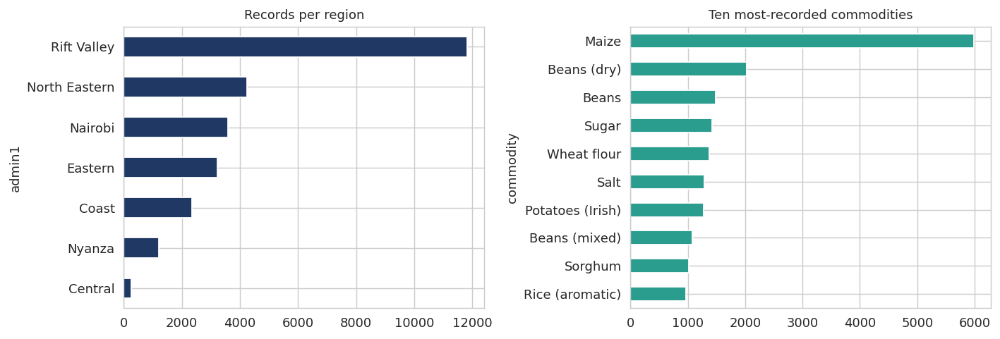 Records per region
admin1
Rift Valley
North Eastern
Nairobi
Eastern
Coast
Nyanza
Central
0 2000 4000 6000 8000 10000 12000
Ten most-recorded commodities
commodity
Maize
Beans (dry)
Beans
Sugar
Wheat flour
Salt
Potatoes (Irish)
Beans (mixed)
Sorghum
Rice (aromatic)
0 1000 2000 3000 4000 5000 6000